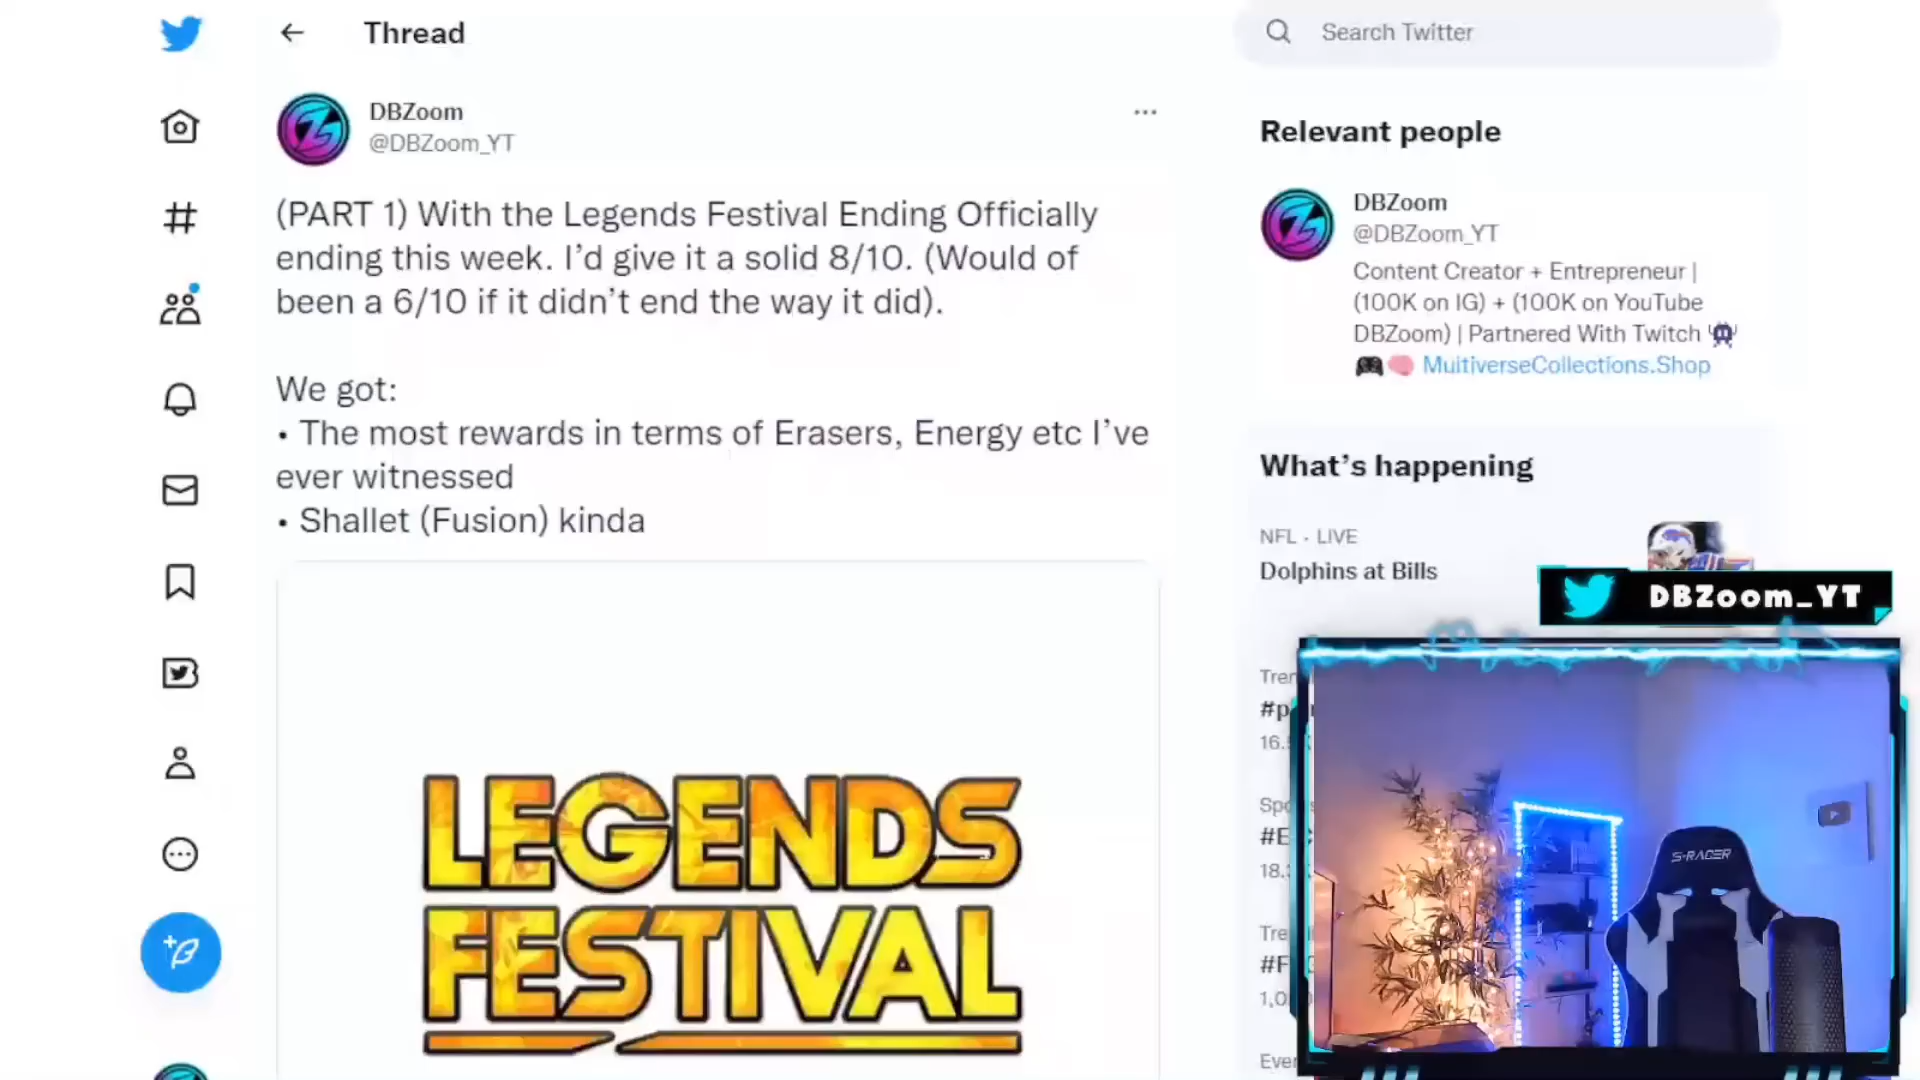 Thread
Search Twitter
DBZoom
@DBZoom_YT
(PART 1) With the Legends Festival Ending Officially
ending this week. I'd give it a solid 8/10. (Would of
been a 6/10 if it didn't end the way it did).
We got:
• The most rewards in terms of Erasers, Energy etc I've
ever witnessed
• Shallet (Fusion) kinda
LEGENDS
FESTIVAL
Relevant people
DBZoom
@DBZoom_YT
Content Creator + Entrepreneur |
(100K on IG) + (100K on YouTube
DBZoom) | Partnered With Twitch
MultiverseCollections.Shop
What's happening
NFL · LIVE
Dolphins at Bills
DBZoom_YT
S-RACER